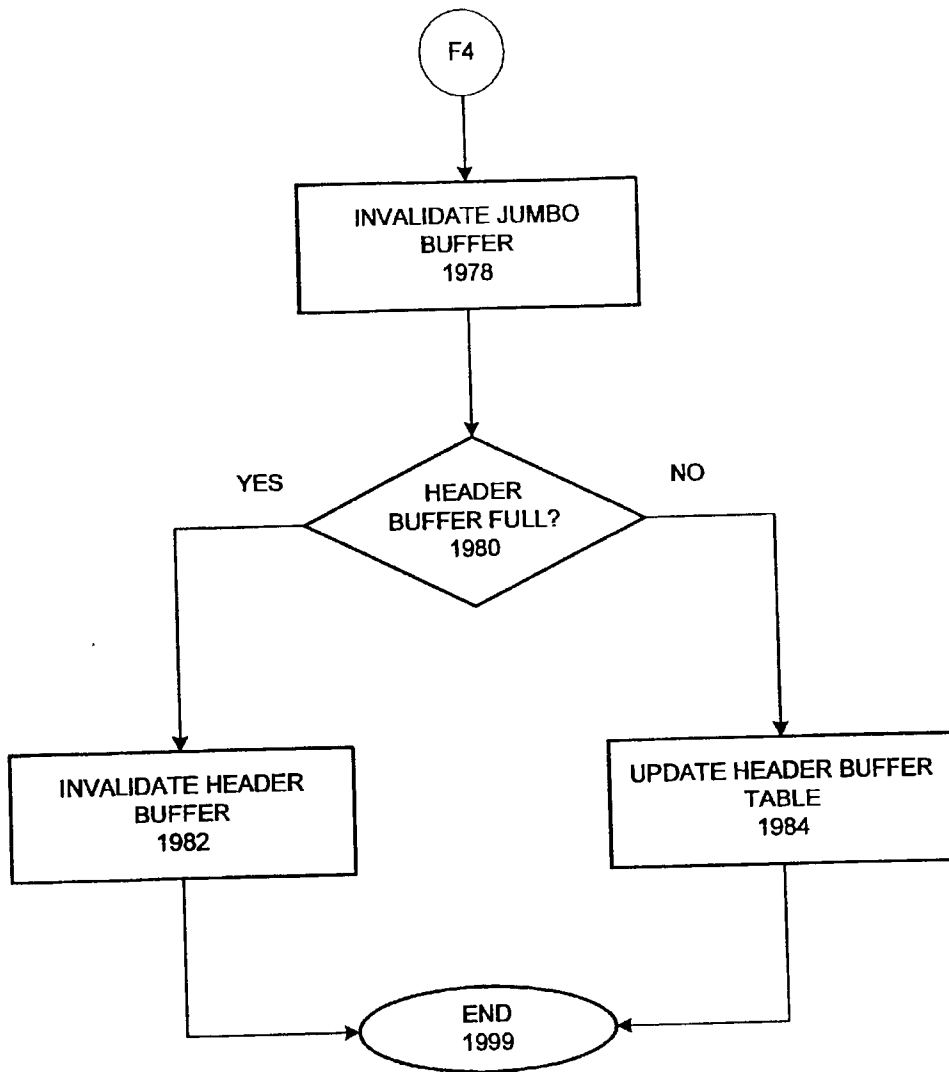 F4
INVALIDATE JUMBO
BUFFER
1978
YES
NO
HEADER
BUFFER FULL?
1980
INVALIDATE HEADER
BUFFER
1982
UPDATE HEADER BUFFER
TABLE
1984
END
1999